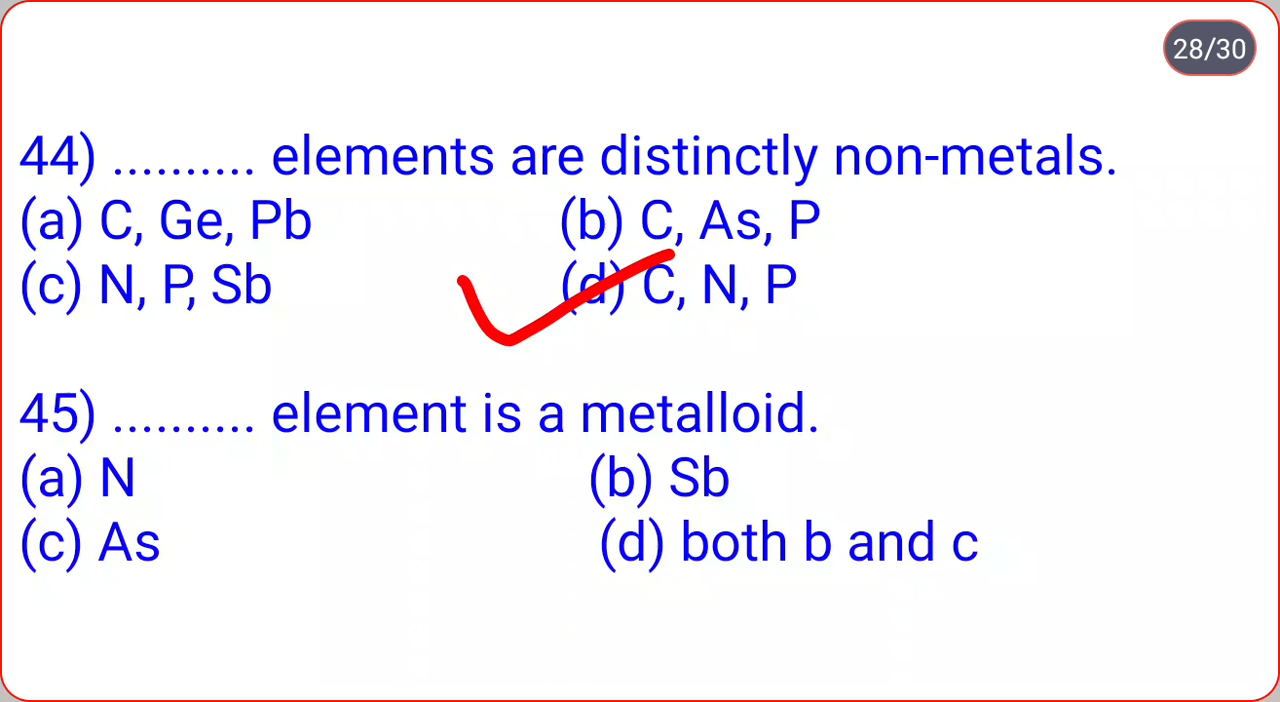 28/30
44) .......... elements are distinctly non-metals.
(a) C, Ge, Pb (b) C, As, P
(c) N, P, Sb (d) C, N, P
45) .......... element is a metalloid.
(a) N (b) Sb
(c) As (d) both b and c